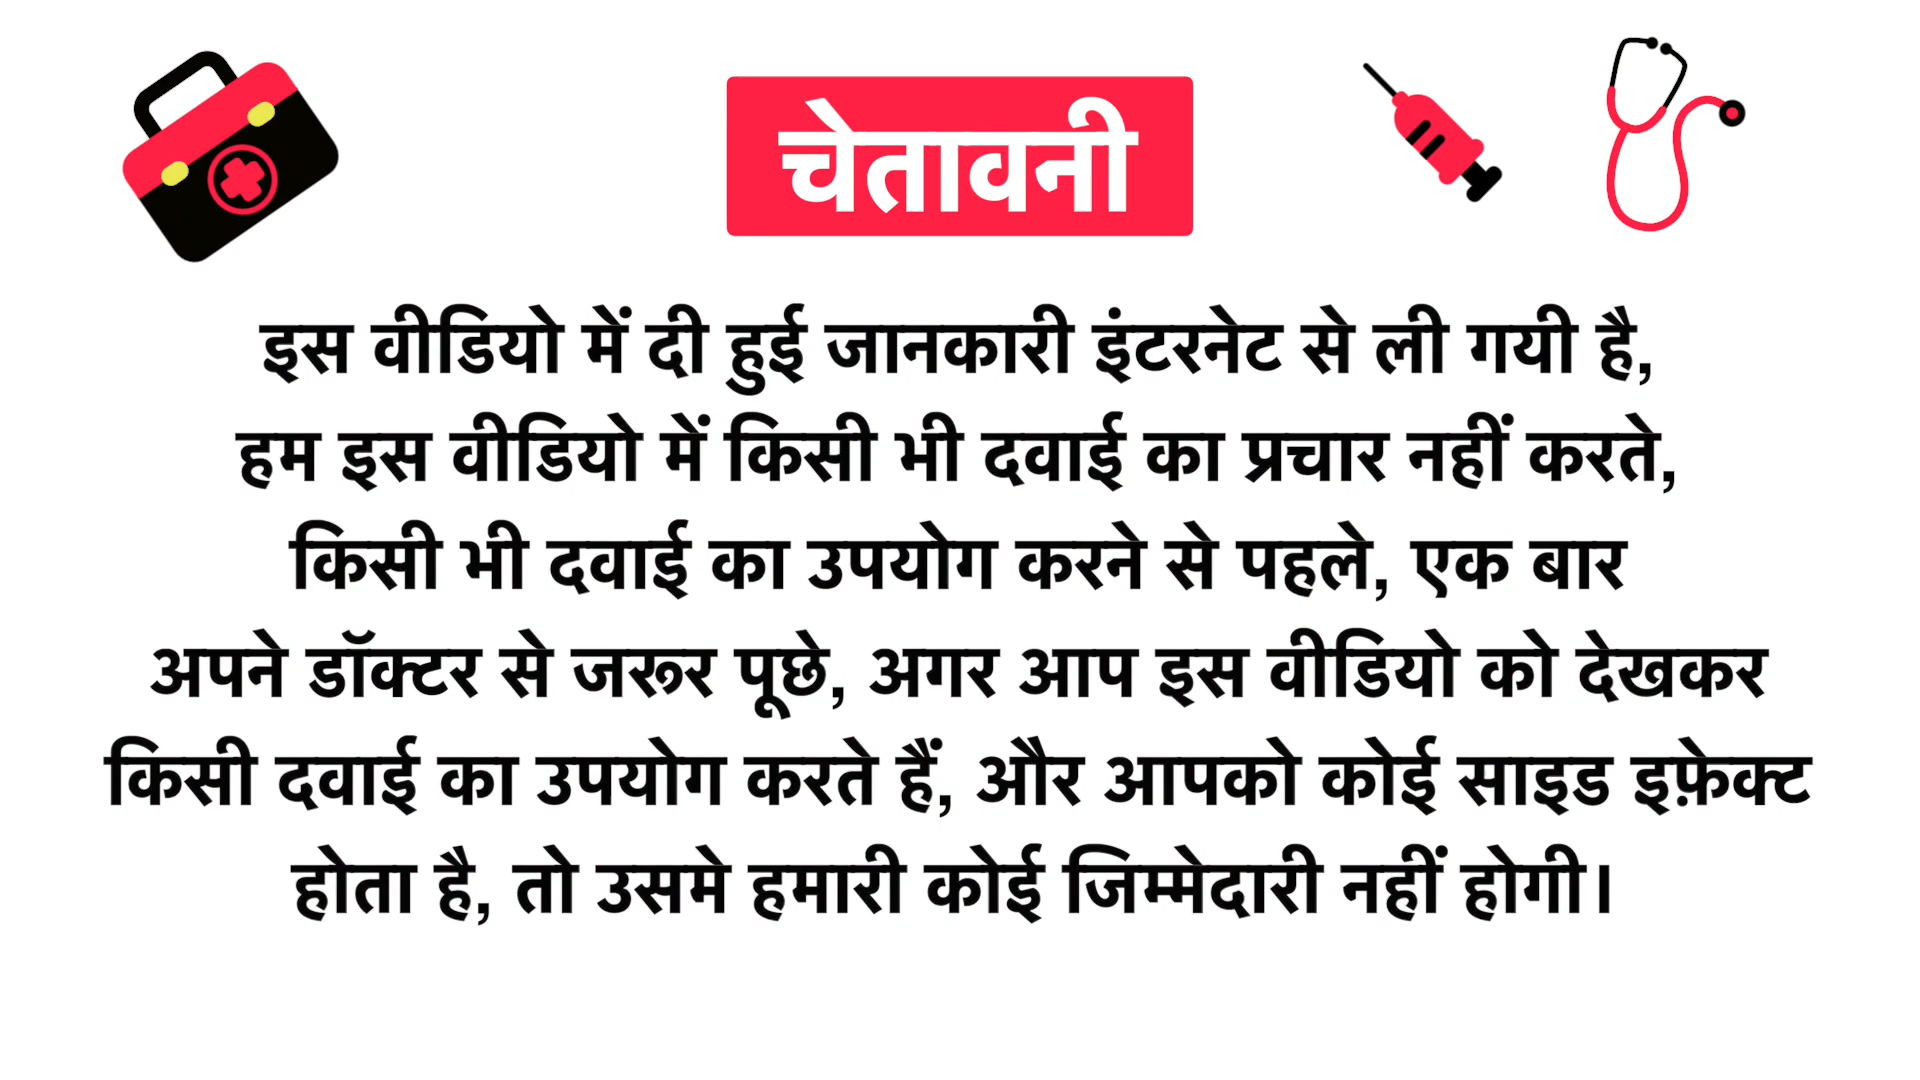 चेतावनी
इस वीडियो में दी हुई जानकारी इंटरनेट से ली गयी है,
हम इस वीडियो में किसी भी दवाई का प्रचार नहीं करते,
किसी भी दवाई का उपयोग करने से पहले, एक बार
अपने डॉक्टर से जरूर पूछे, अगर आप इस वीडियो को देखकर
किसी दवाई का उपयोग करते हैं, और आपको कोई साइड इफ़ेक्ट
होता है, तो उसमे हमारी कोई जिम्मेदारी नहीं होगी।